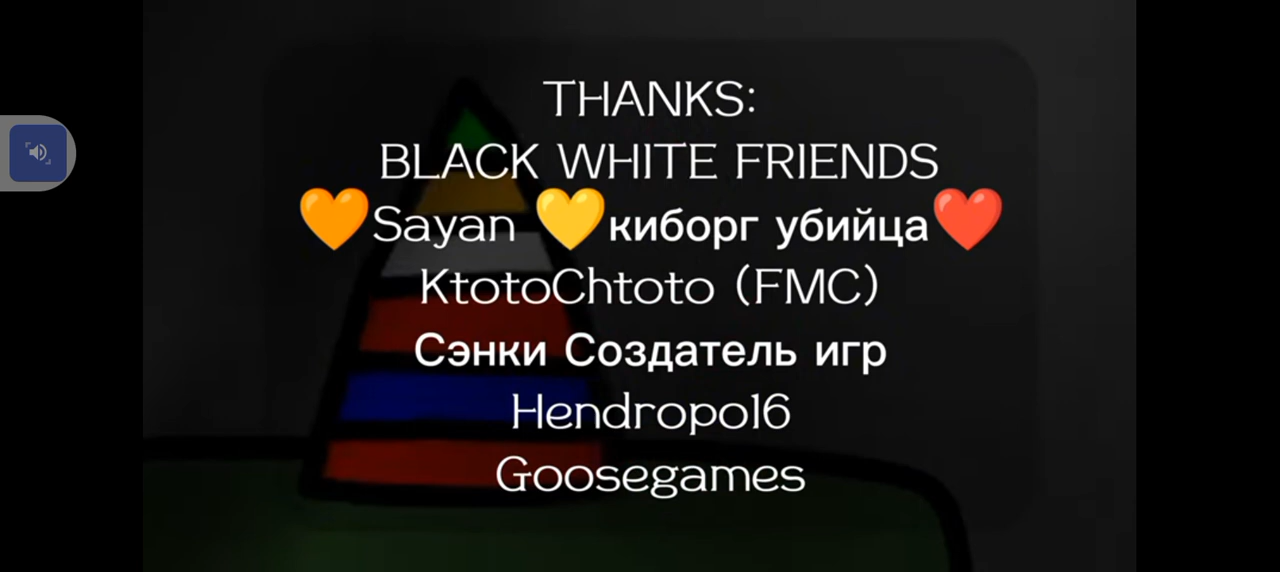 THANKS:
BLACK WHITE FRIENDS
🧡Sayan 💛киборг убийца❤️
KtotoChtoto (FMC)
Сэнки Создатель игр
Hendropo16
Goosegames